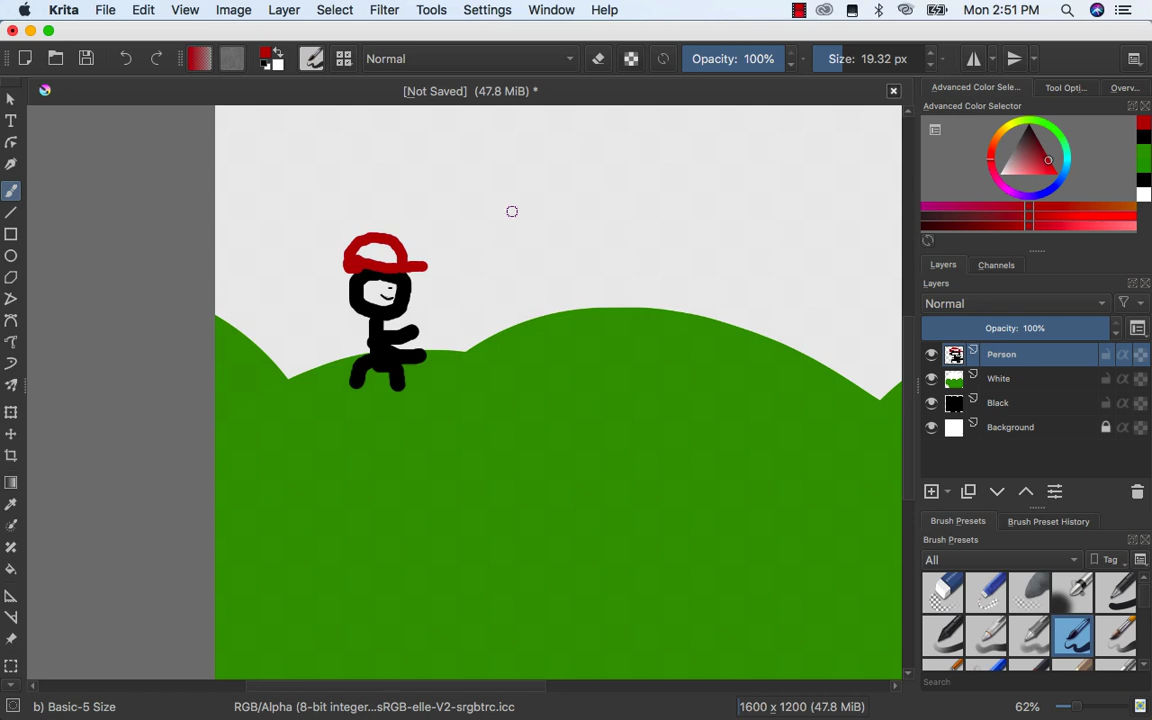 Krita File Edit View Image Layer Select Filter Tools Settings Window Help Mon 2:51 PM
Normal Opacity: 100% Size: 19.32 px
[Not Saved] (47.8 MiB) *
Advanced Color Sele... Tool Opti... Overv...
Advanced Color Selector
Layers Channels
Layers
Normal
Opacity: 100%
Person
White
Black
Background
Brush Presets Brush Preset History
Brush Presets
All Tag
Search
b) Basic-5 Size RGB/Alpha (8-bit integer...sRGB-elle-V2-srgbtrc.icc 1600 x 1200 (47.8 MiB) 62%